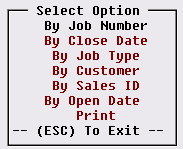 Select Option
By Job Number
By Close Date
By Job Type
By Customer
By Sales ID
By Open Date
Print
-- (ESC) To Exit --